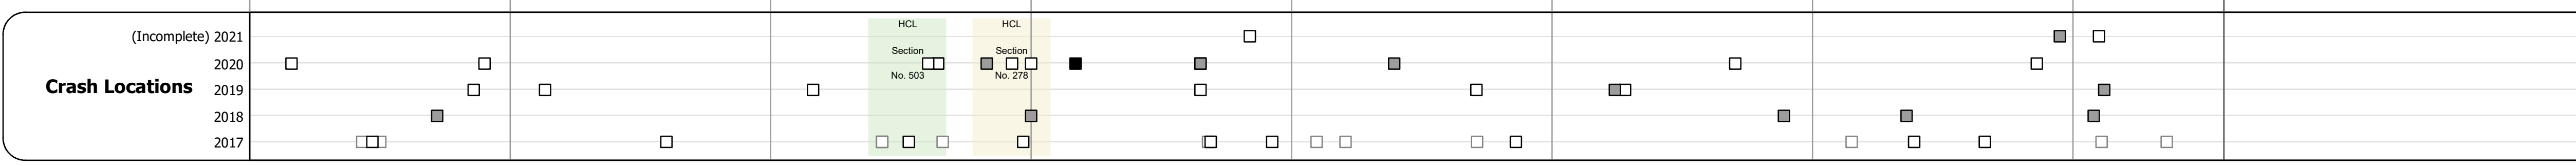 Crash Locations
(Incomplete) 2021
2020
2019
2018
2017
HCL
Section
No. 503
HCL
Section
No. 278